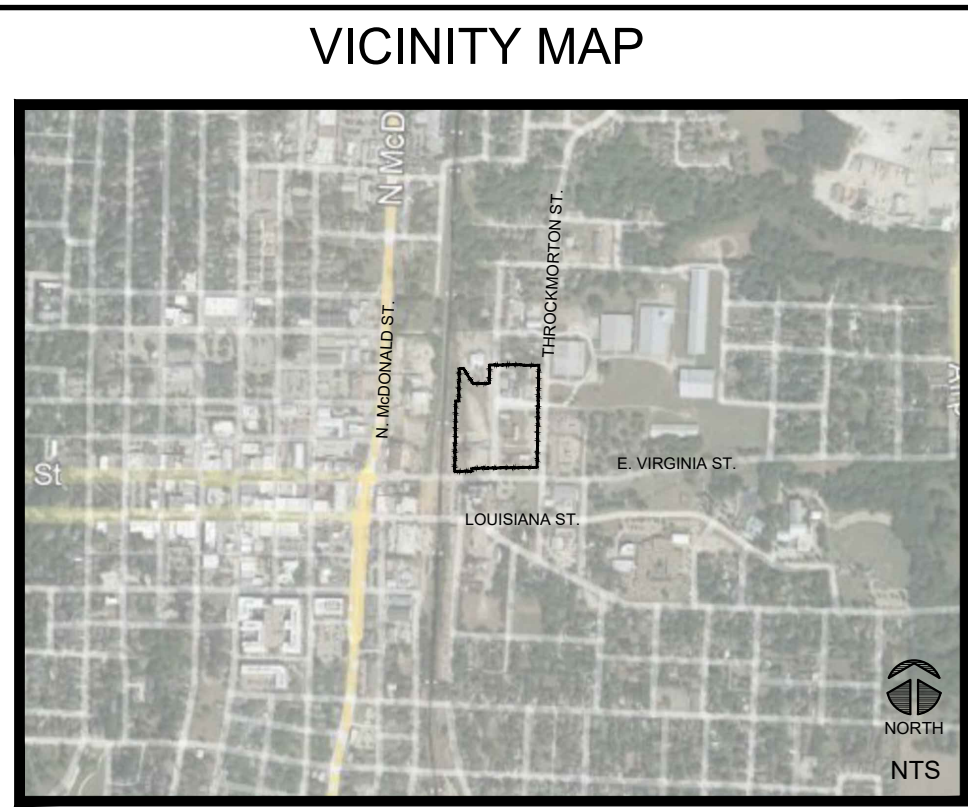 VICINITY MAP
N McD
THROCKMORTON ST.
N. McDONALD ST.
St
E. VIRGINIA ST.
LOUISIANA ST.
NORTH
NTS